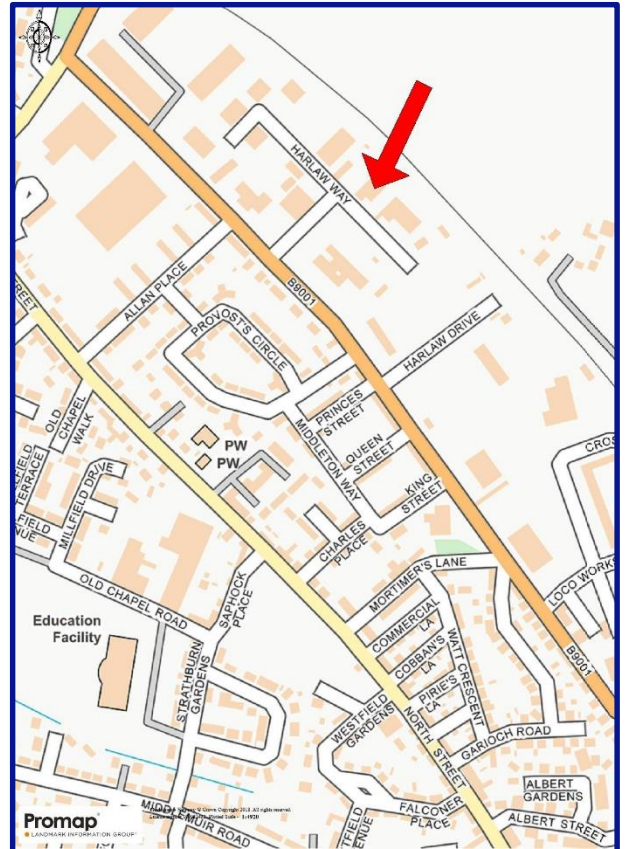 HARLAW WAY
B9001
ALLAN PLACE
PROVOST'S CIRCLE
HARLAW DRIVE
STREET
PRINCES
STREET
OLD
CHAPEL
WALK
QUEEN
STREET
MIDDLETON WAY
PW
PW
KING
STREET
TERRACE
MILLFIELD DRIVE
CHARLES
PLACE
MORTIMER'S LANE
LOCO WORKS
OLD CHAPEL ROAD
SAPHOCK
PLACE
COMMERCIAL
LA
COBBAN'S
LA
PIRIE'S
LA
WATT CRESCENT
B9001
Education
Facility
STRATHBURN
GARDENS
WESTFIELD
GARDENS
NORTH STREET
GARIOCH ROAD
ALBERT
GARDENS
FALCONER
PLACE
ALBERT STREET
MUIR ROAD
Promap
LANDMARK INFORMATION GROUP